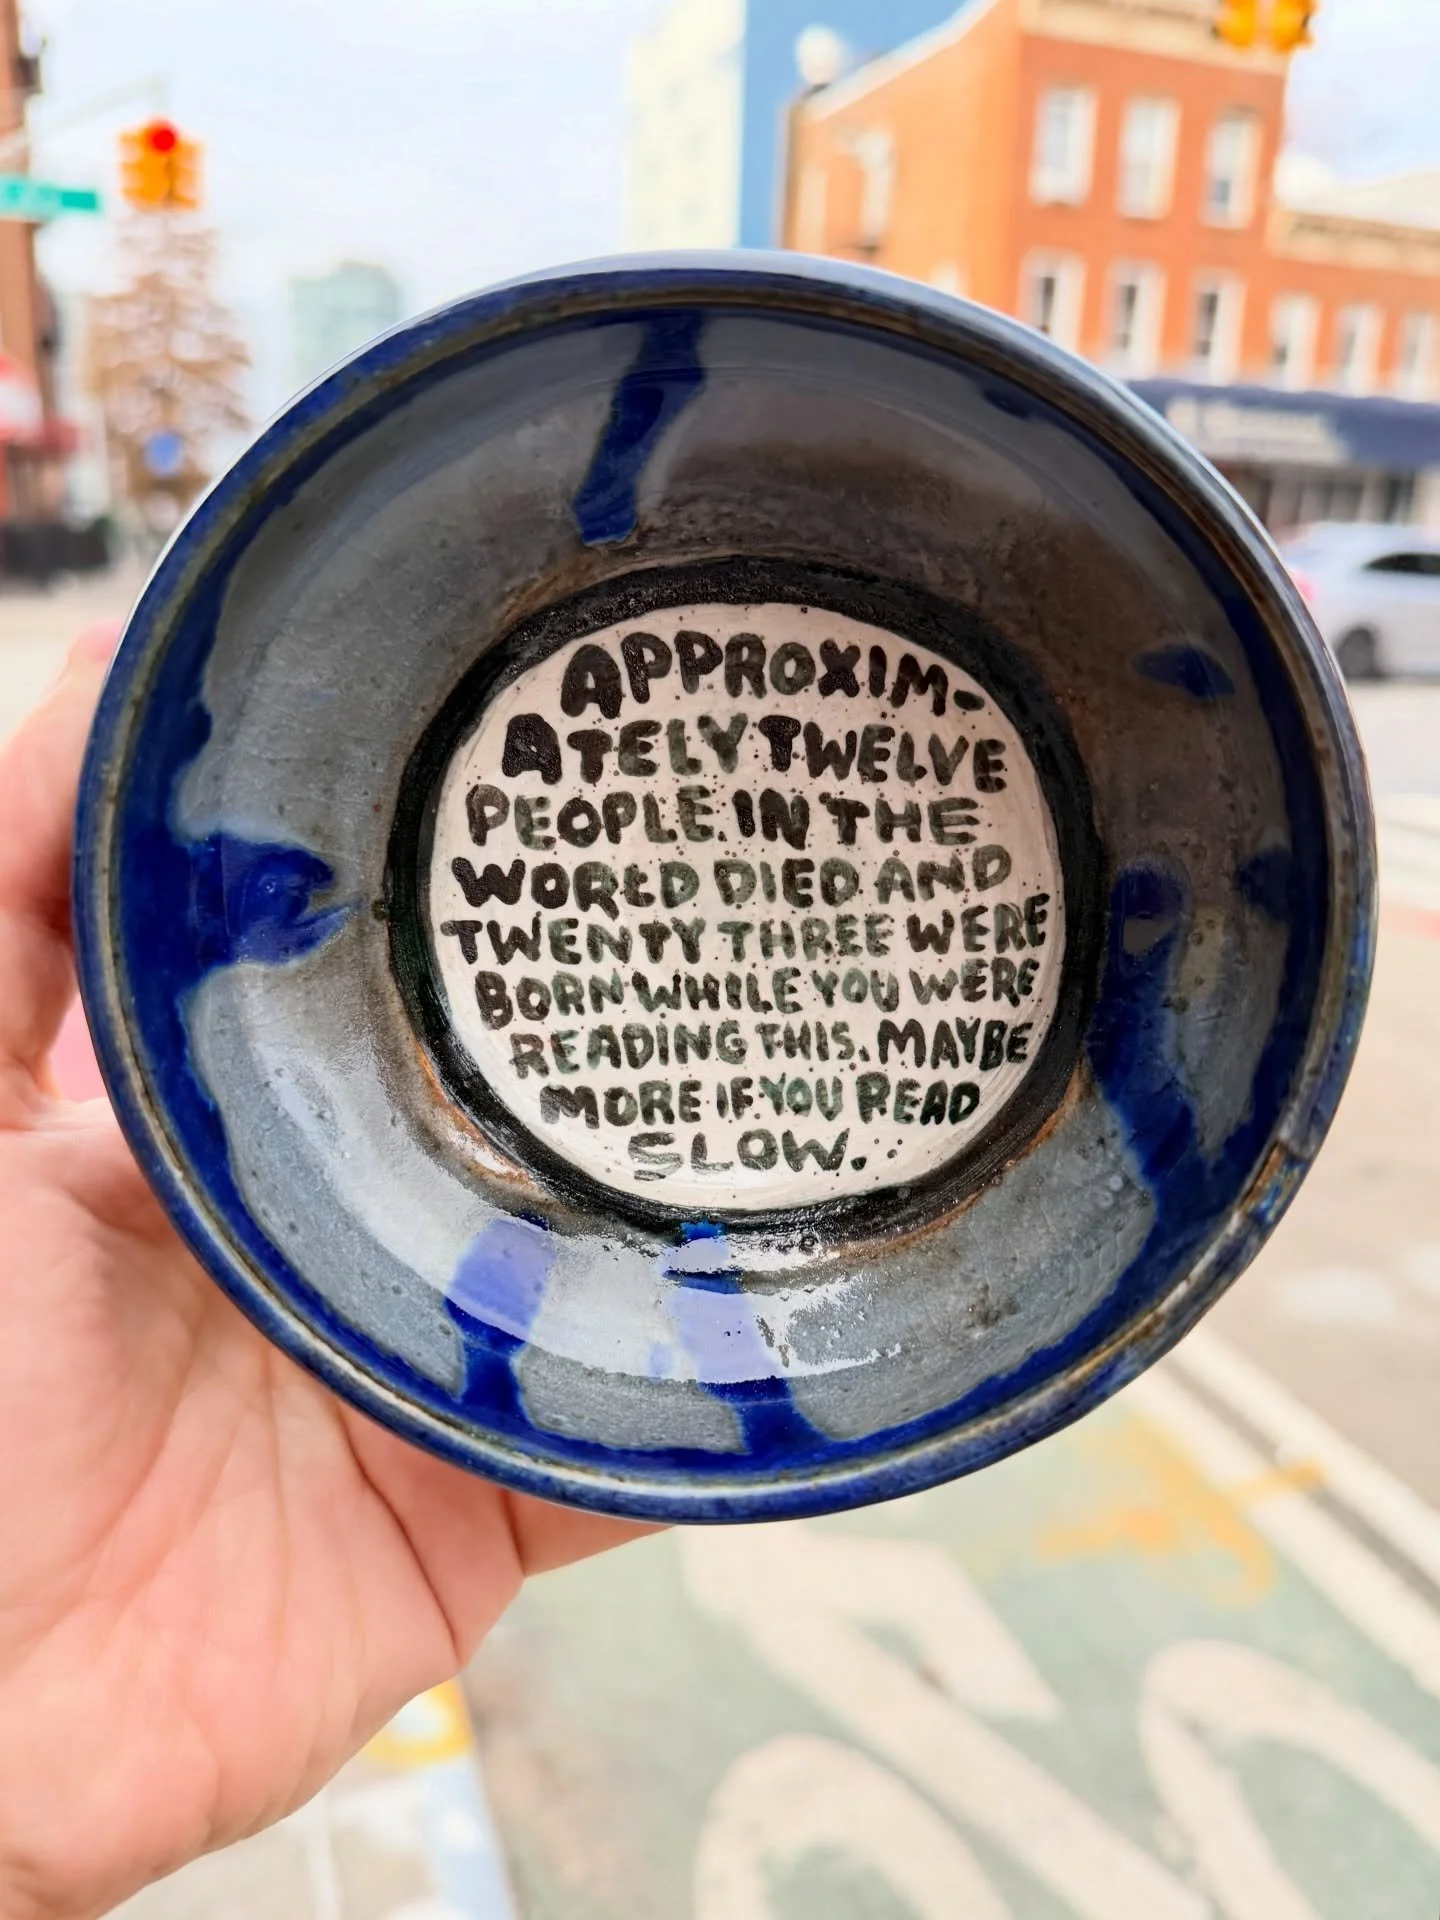 APPROXIM-
ATELY TWELVE
PEOPLE IN THE
WORLD DIED AND
TWENTY THREE WERE
BORN WHILE YOU WERE
READING THIS. MAYBE
MORE IF YOU READ
SLOW.